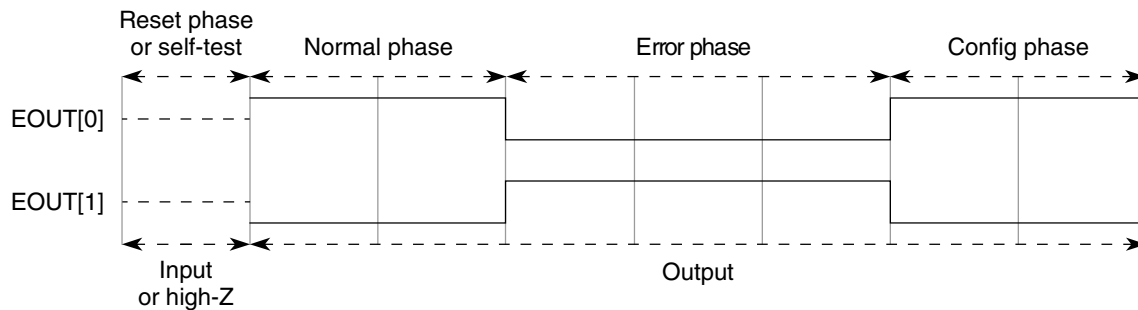 Reset phase
or self-test
Normal phase
Error phase
Config phase
EOUT[0]
EOUT[1]
Input
or high-Z
Output